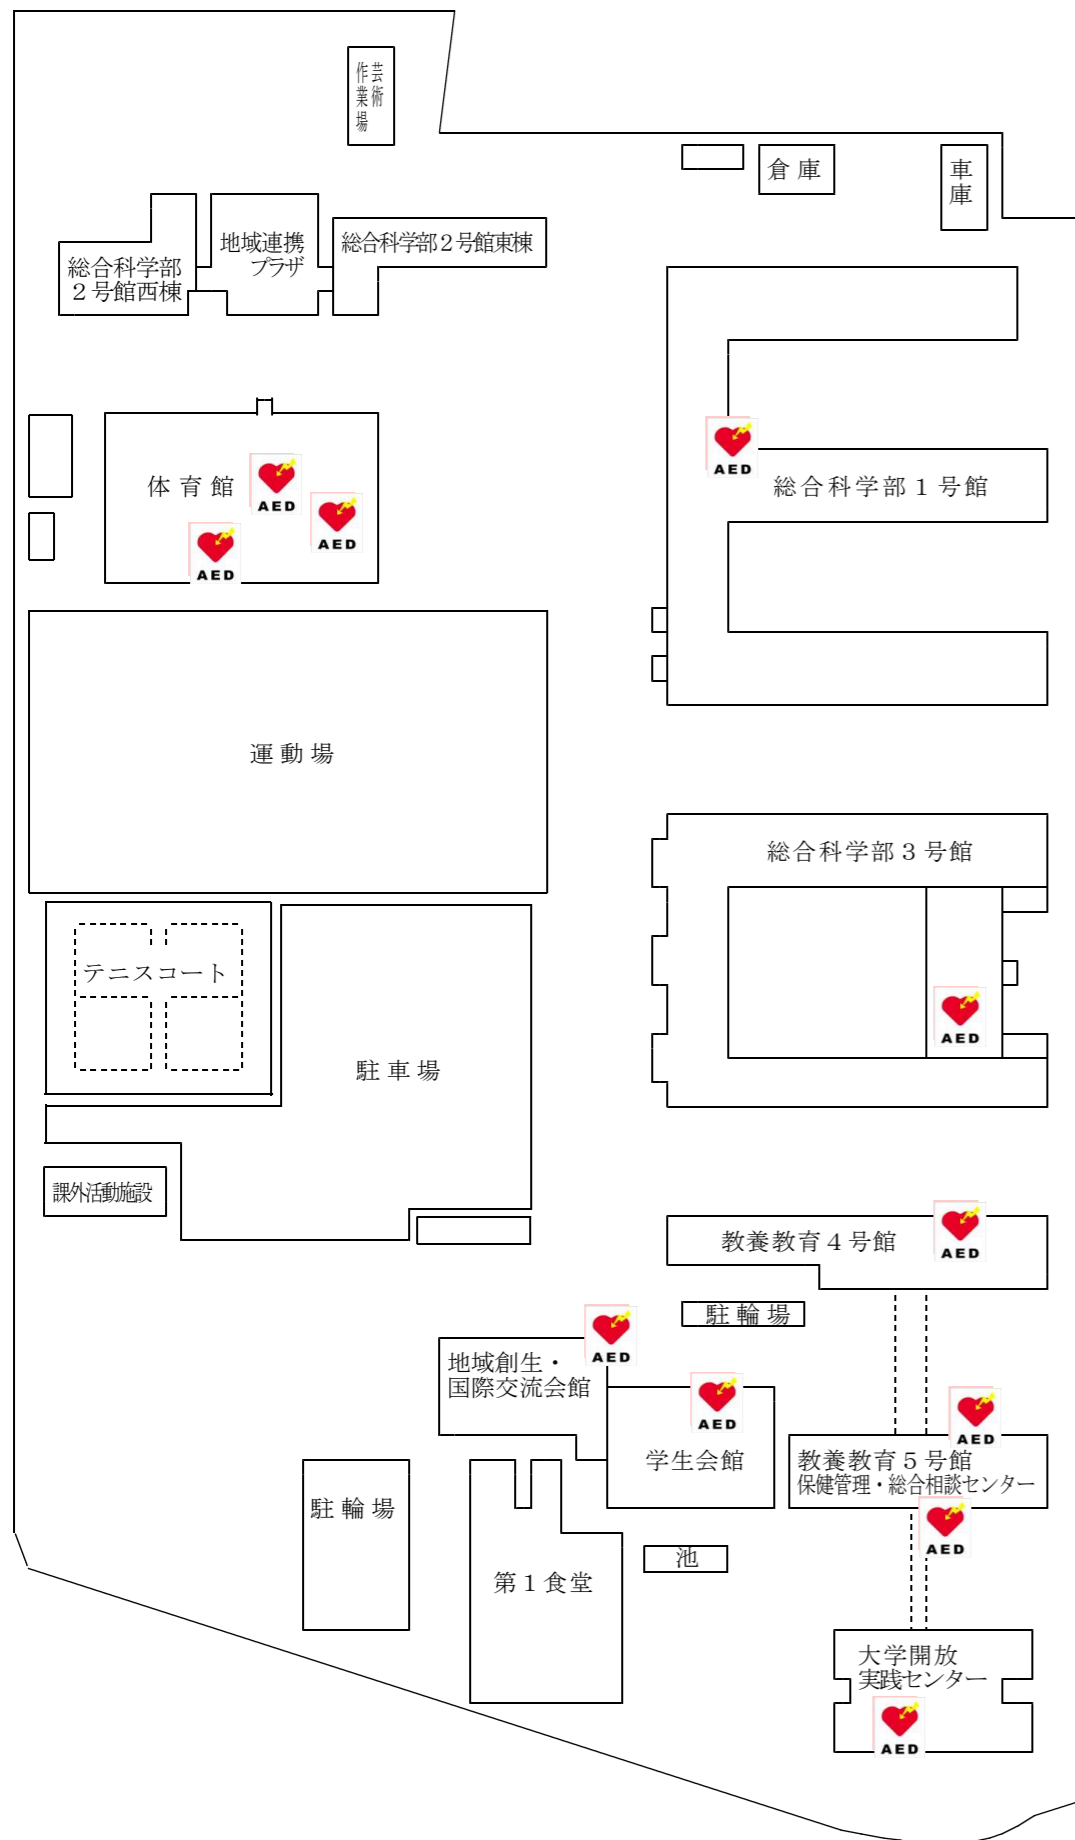 芸術
作業場
倉庫
車庫
地域連携
プラザ
総合科学部２号館東棟
総合科学部
２号館西棟
AED
総合科学部１号館
体育館
AED
AED
AED
運動場
総合科学部３号館
テニスコート
AED
駐車場
課外活動施設
教養教育４号館
AED
駐輪場
AED
地域創生・
国際交流会館
AED
学生会館
AED
教養教育５号館
保健管理・総合相談センター
駐輪場
AED
池
第１食堂
大学開放
実践センター
AED